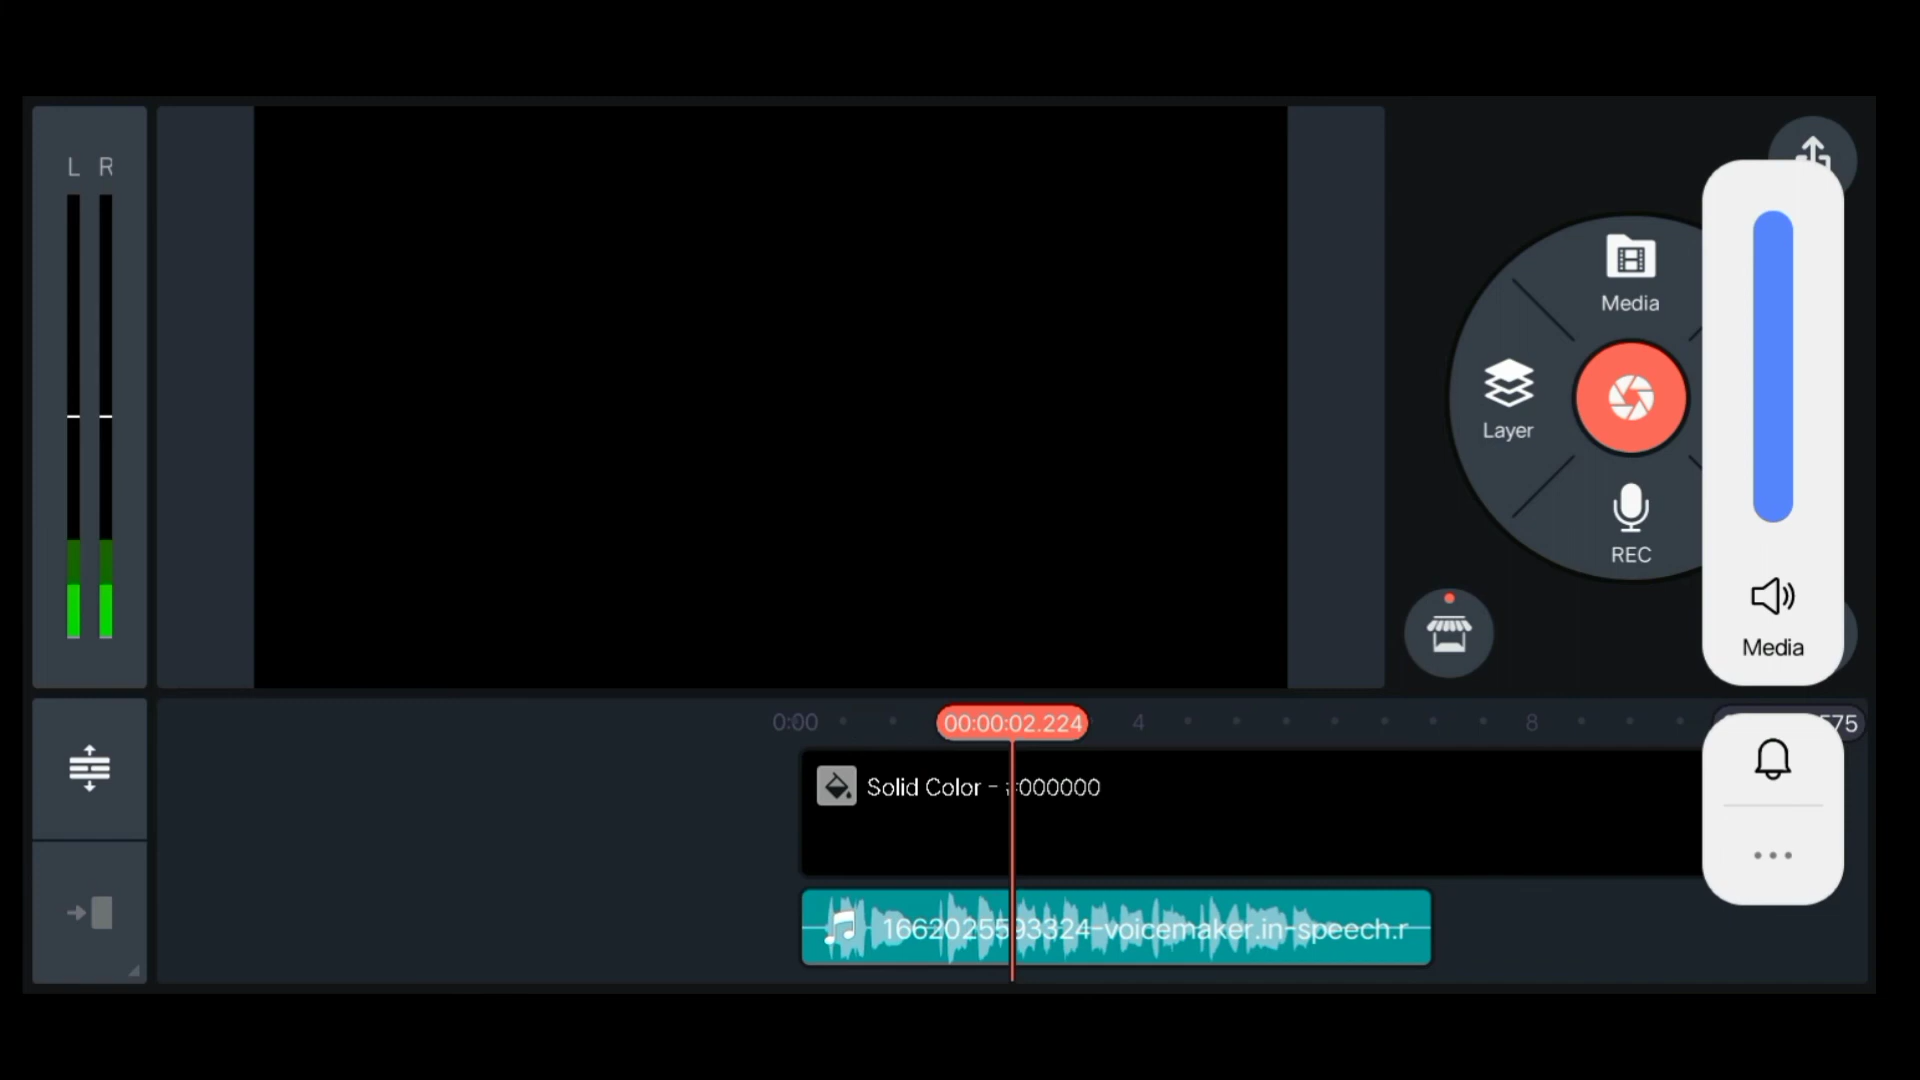 L R
Media
Layer
REC
Media
0:00
00:00:02.224
4
8
575
Solid Color - #000000
1662025593324-voicemaker.in-speech.r